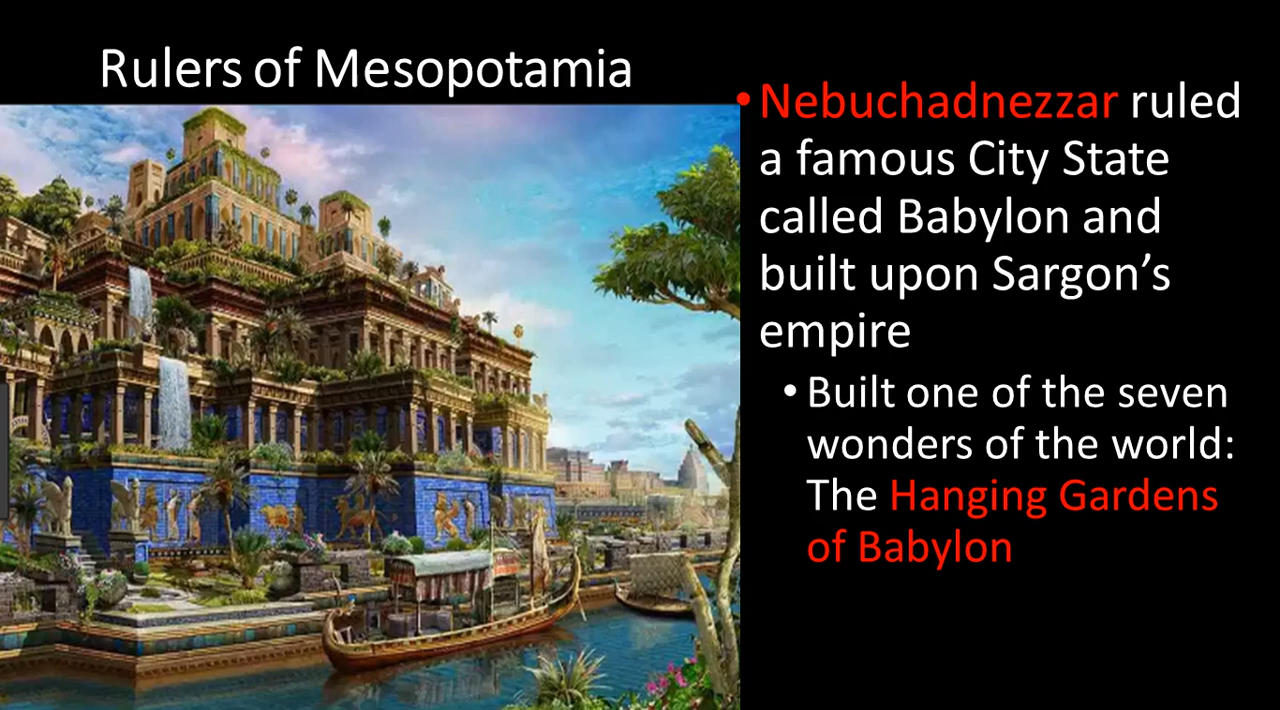 Rulers of Mesopotamia
• Nebuchadnezzar ruled
a famous City State
called Babylon and
built upon Sargon’s
empire
• Built one of the seven
wonders of the world:
The Hanging Gardens
of Babylon